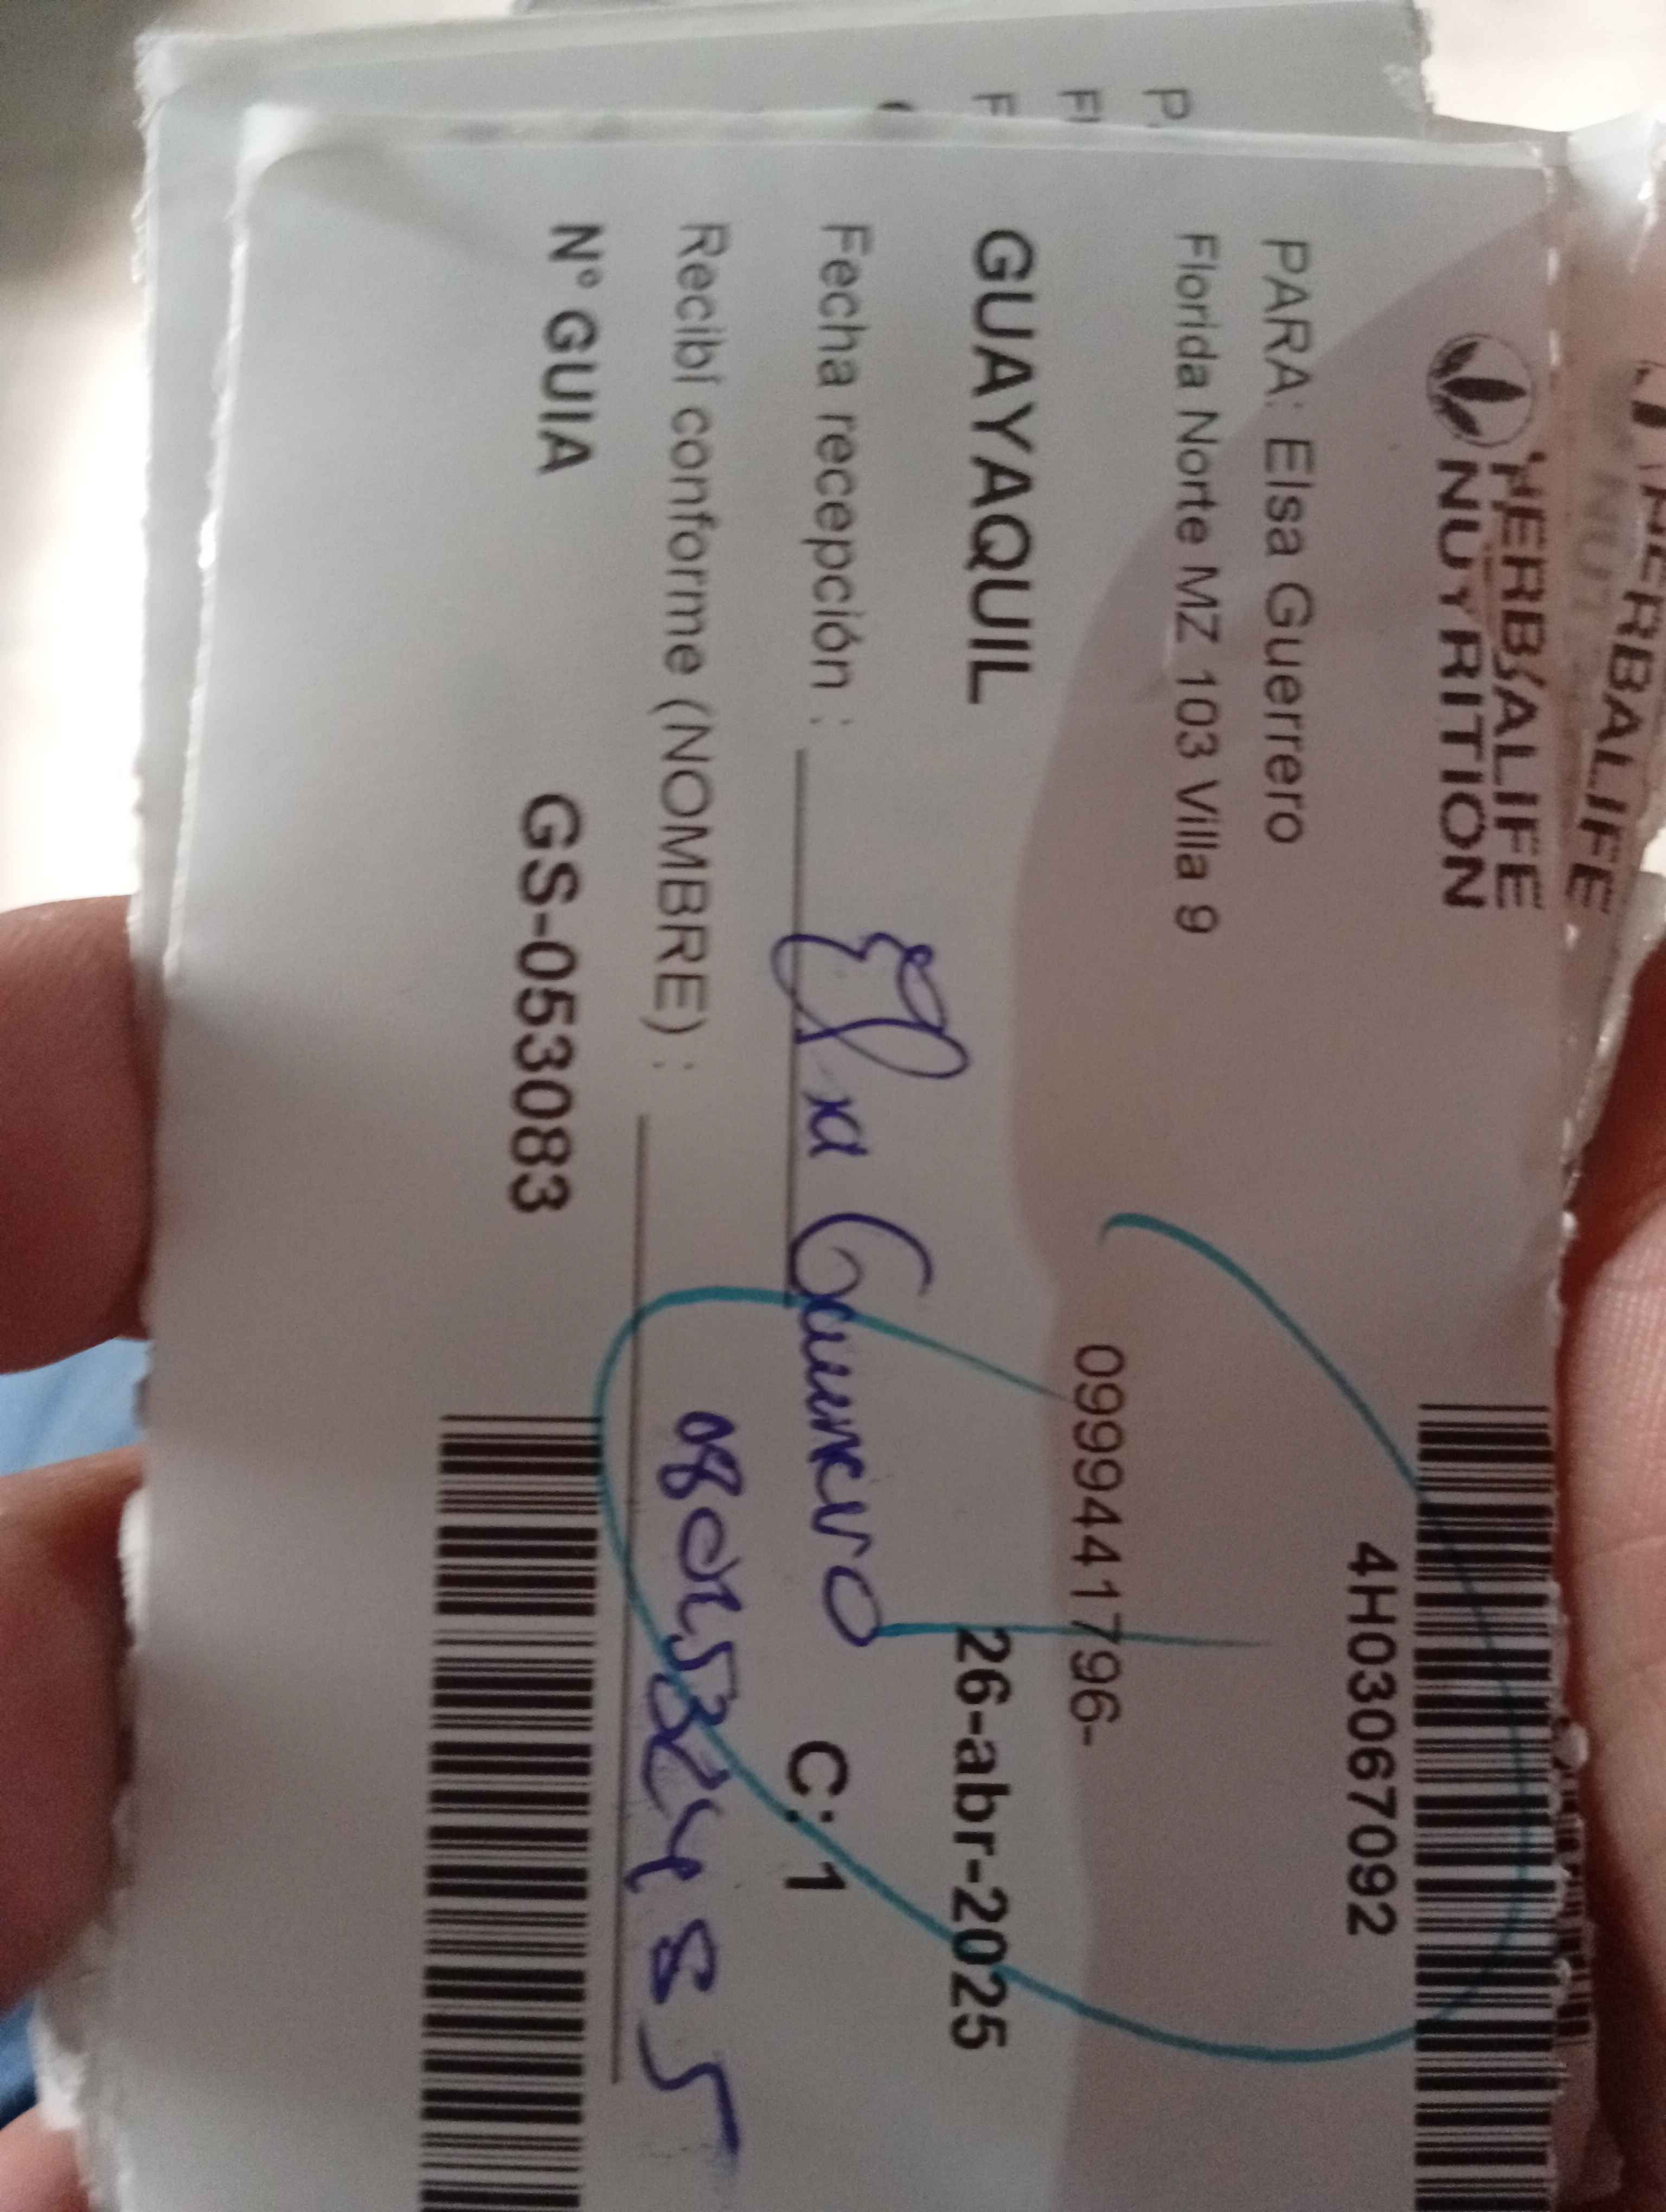 HERBALIFE
NUTRITION
4H03067092
PARA: Elsa Guerrero
Florida Norte MZ 103 Villa 9
0999441796-
GUAYAQUIL
26-abr-2025
Fecha recepción :
Elsa Guerrero
C: 1
Recibí conforme (NOMBRE) :
N° GUIA
GS-053083
HERBALIFE